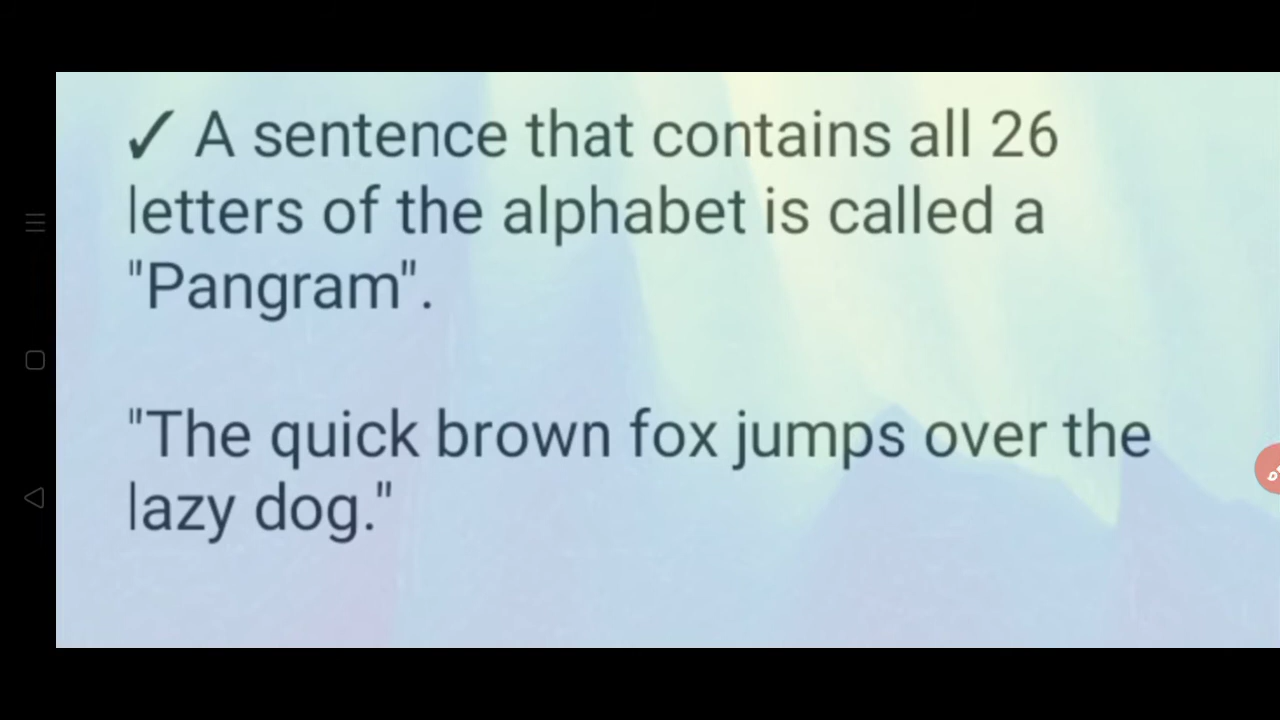 ✓ A sentence that contains all 26
letters of the alphabet is called a
"Pangram".
"The quick brown fox jumps over the
lazy dog."